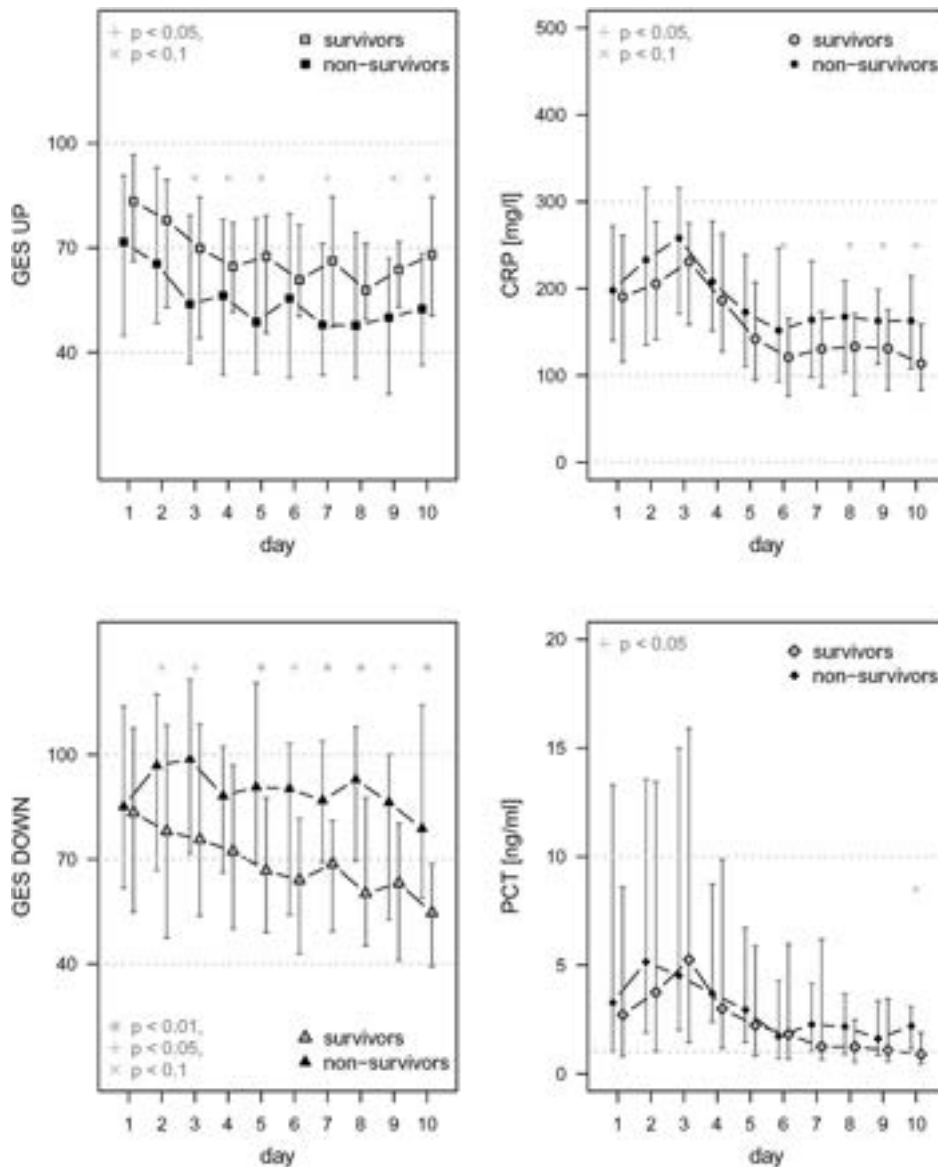 + p < 0.05,
× p < 0.1
survivors
non-survivors
100
70
40
GES UP
1 2 3 4 5 6 7 8 9 10
day
+ p < 0.05,
× p < 0.1
survivors
non-survivors
500
400
300
200
100
0
CRP [mg/l]
1 2 3 4 5 6 7 8 9 10
day
100
70
40
GES DOWN
p < 0.01,
+ p < 0.05,
× p < 0.1
survivors
non-survivors
1 2 3 4 5 6 7 8 9 10
day
+ p < 0.05
survivors
non-survivors
20
15
10
5
0
PCT [ng/ml]
1 2 3 4 5 6 7 8 9 10
day